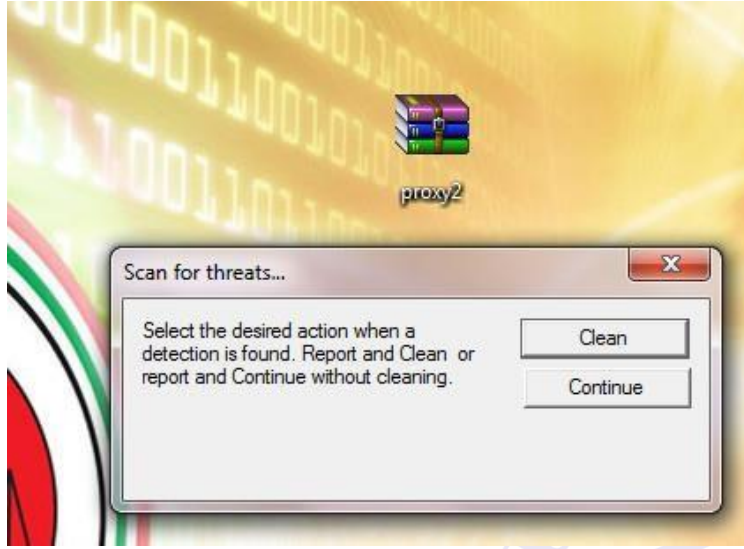 proxy2
Scan for threats...
Select the desired action when a
detection is found. Report and Clean or
report and Continue without cleaning.
Clean
Continue